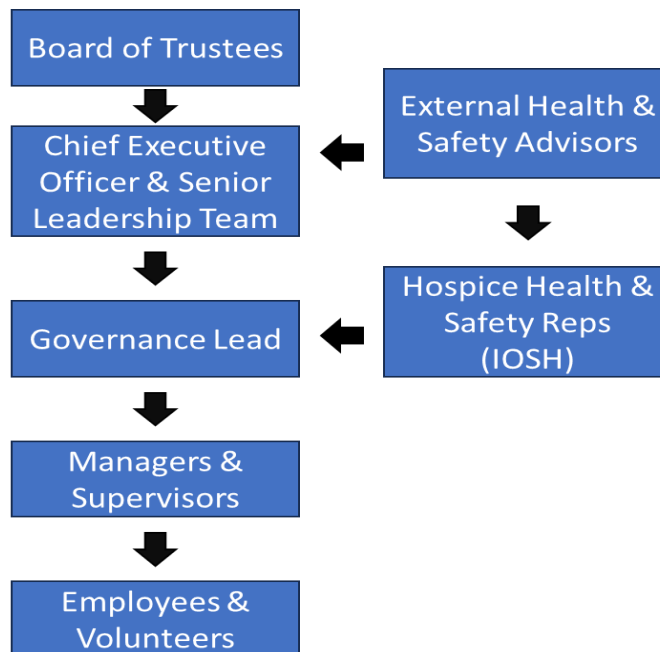 Board of Trustees
Chief Executive
Officer & Senior
Leadership Team
External Health &
Safety Advisors
Governance Lead
Hospice Health &
Safety Reps
(IOSH)
Managers &
Supervisors
Employees &
Volunteers